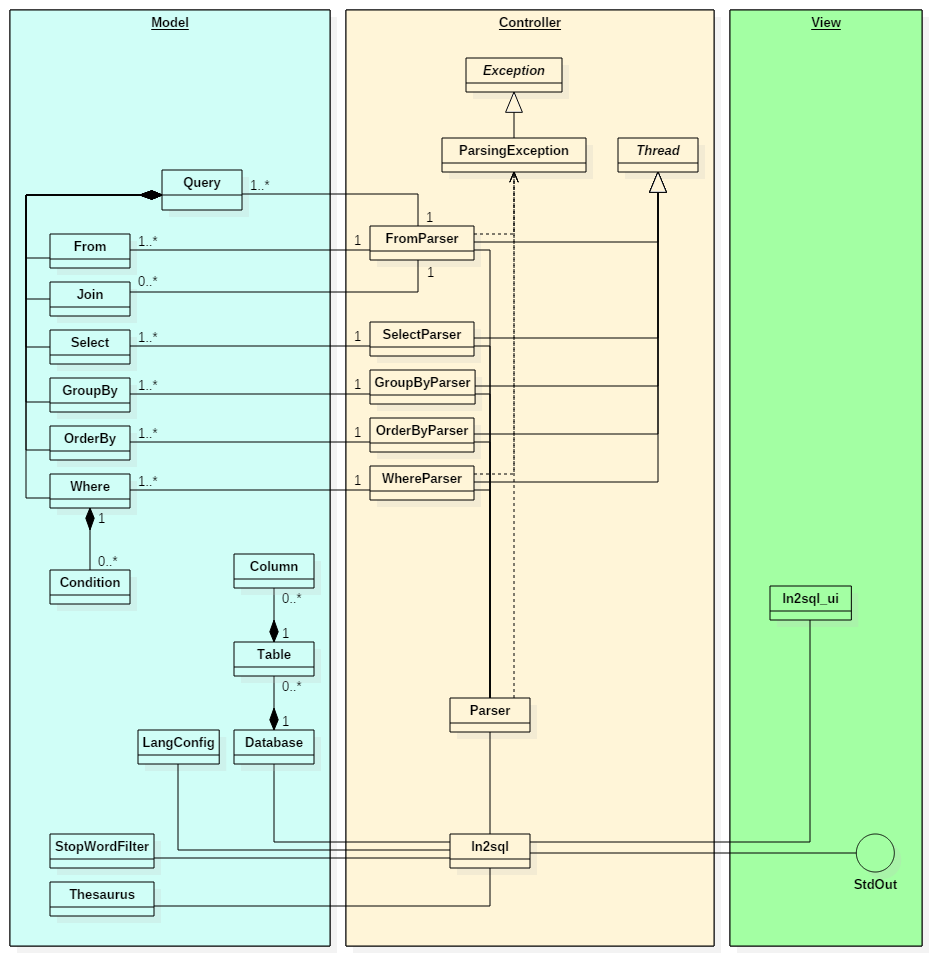 Model
Controller
View
Exception
ParsingException
Thread
Query
1..*
1
From
1..*
1
FromParser
Join
0..*
1
Select
1..*
1
SelectParser
GroupBy
1..*
1
GroupByParser
OrderBy
1..*
1
OrderByParser
Where
1..*
1
WhereParser
1
0..*
Condition
Column
0..*
1
Table
0..*
1
LangConfig
Database
Parser
ln2sql_ui
StopWordFilter
ln2sql
StdOut
Thesaurus